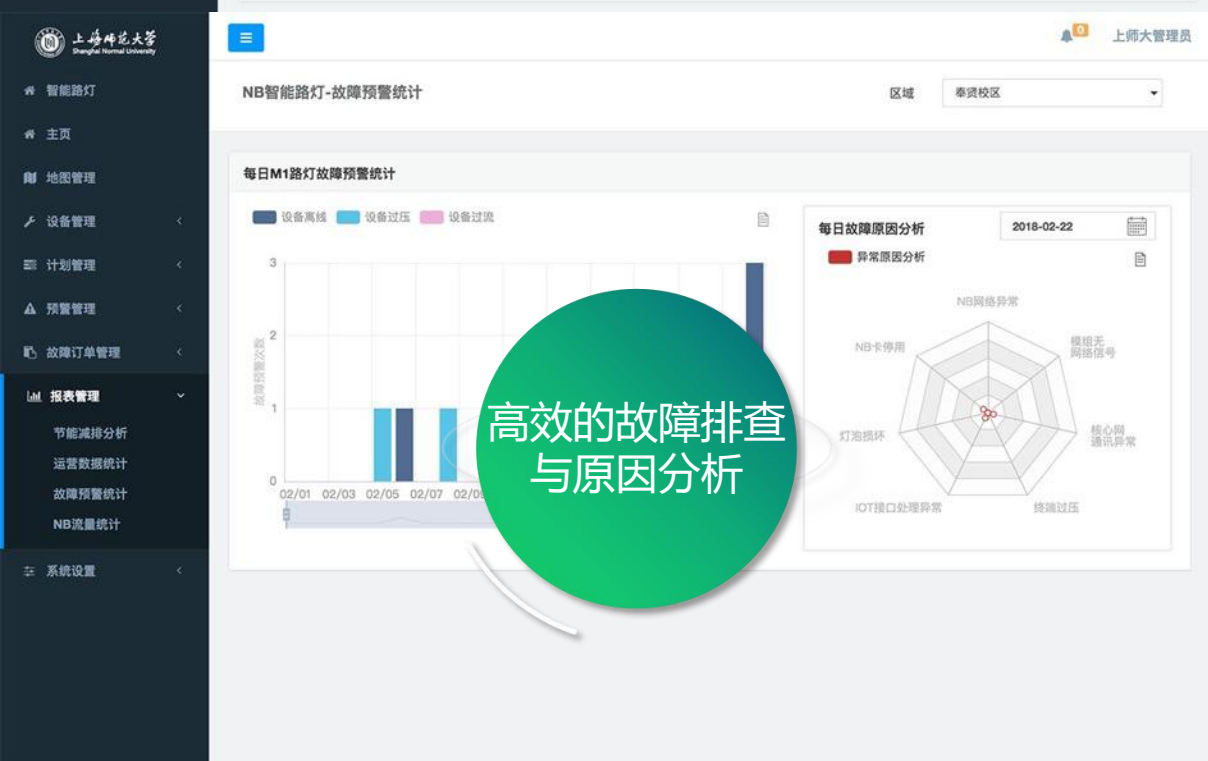 上海师范大学
Shanghai Normal University
0
上师大管理员
智能路灯
主页
地图管理
设备管理
计划管理
预警管理
故障订单管理
报表管理
节能减排分析
运营数据统计
故障预警统计
NB流量统计
系统设置
NB智能路灯-故障预警统计
区域
奉贤校区
每日M1路灯故障预警统计
设备离线 设备过压 设备过流
故障预警次数
3
2
1
0
02/01 02/03 02/05 02/07 02/09
高效的故障排查
与原因分析
每日故障原因分析
2018-02-22
异常原因分析
NB网络异常
模组无
网络信号
核心网
通讯异常
终端过压
IOT接口处理异常
灯泡损坏
NB卡停用